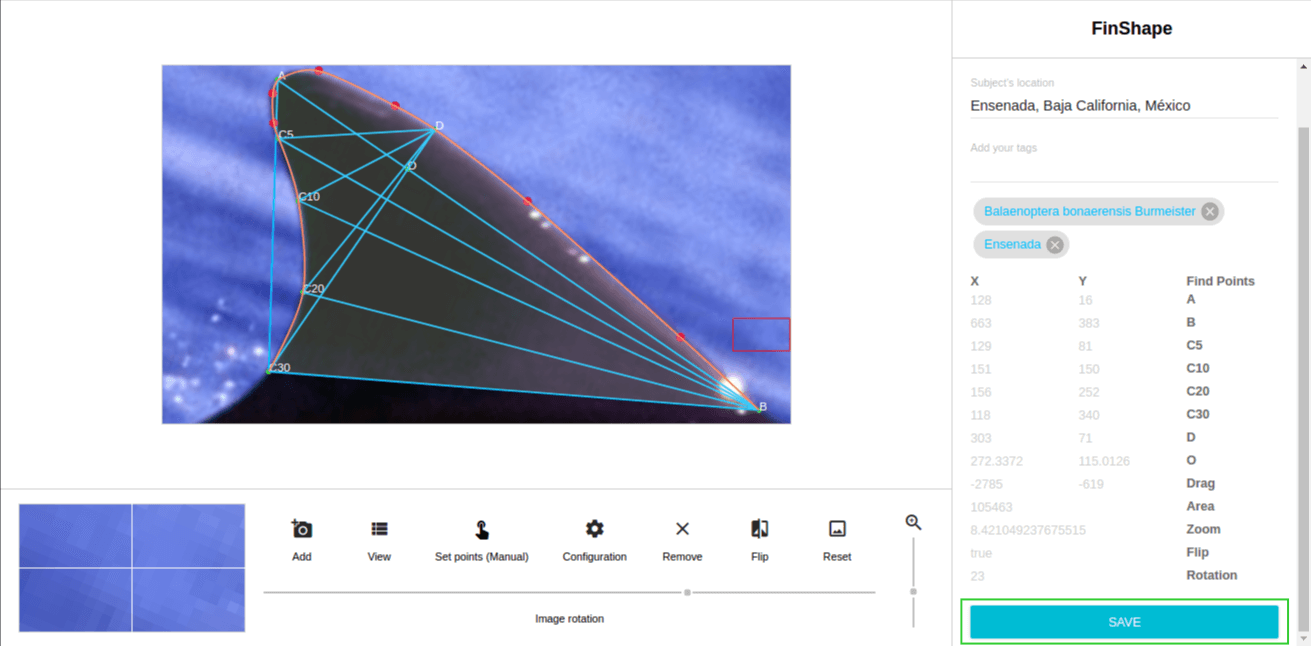 FinShape
Subject's location
Ensenada, Baja California, México
Add your tags
Balaenoptera bonaerensis Burmeister
Ensenada
X Y Find Points
128 16 A
663 383 B
129 81 C5
151 150 C10
156 252 C20
118 340 C30
303 71 D
272.3372 115.0126 O
-2785 -619 Drag
105463 Area
8.421049237675515 Zoom
true Flip
23 Rotation
SAVE
A
D
C5
O
C10
C20
C30
B
Add View Set points (Manual) Configuration Remove Flip Reset
Image rotation